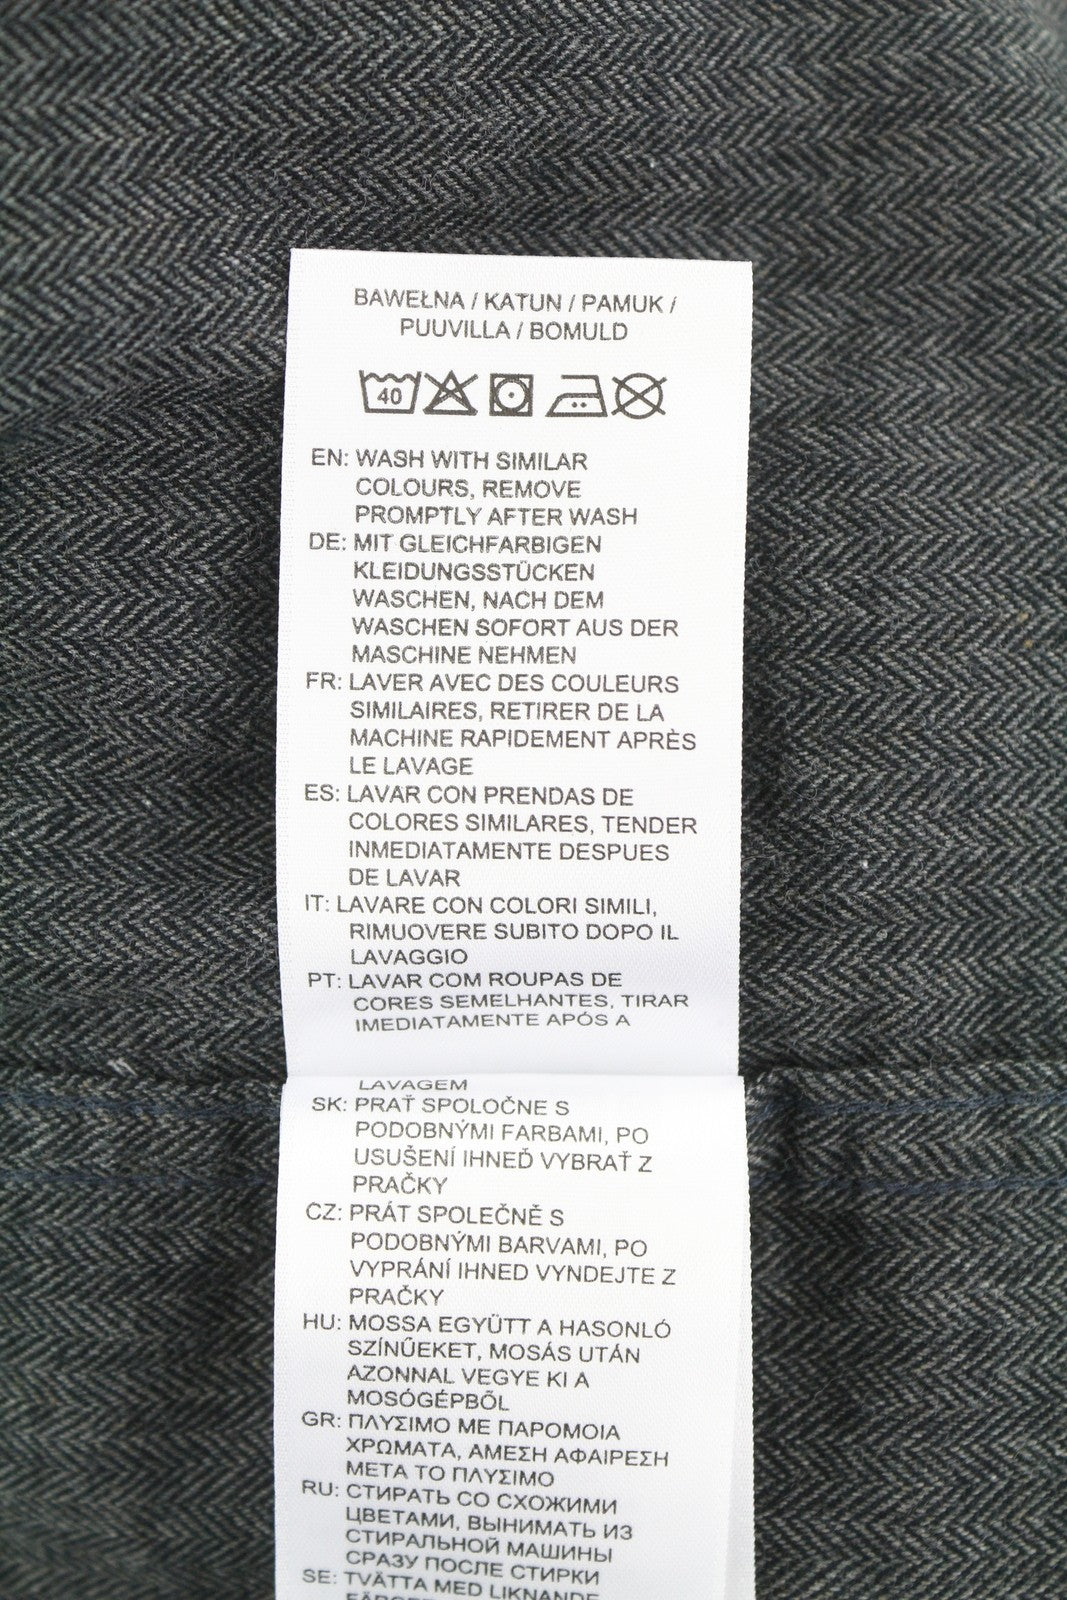 BAWEŁNA / KATUN / PAMUK /
PUUVILLA / BOMULD
40
EN: WASH WITH SIMILAR
COLOURS, REMOVE
PROMPTLY AFTER WASH
DE: MIT GLEICHFARBIGEN
KLEIDUNGSSTÜCKEN
WASCHEN, NACH DEM
WASCHEN SOFORT AUS DER
MASCHINE NEHMEN
FR: LAVER AVEC DES COULEURS
SIMILAIRES, RETIRER DE LA
MACHINE RAPIDEMENT APRÈS
LE LAVAGE
ES: LAVAR CON PRENDAS DE
COLORES SIMILARES, TENDER
INMEDIATAMENTE DESPUES
DE LAVAR
IT: LAVARE CON COLORI SIMILI,
RIMUOVERE SUBITO DOPO IL
LAVAGGIO
PT: LAVAR COM ROUPAS DE
CORES SEMELHANTES, TIRAR
IMEDIATAMENTE APÓS A
LAVAGEM
SK: PRAŤ SPOLOČNE S
PODOBNÝMI FARBAMI, PO
USUŠENÍ IHNEĎ VYBRAŤ Z
PRAČKY
CZ: PRÁT SPOLEČNĚ S
PODOBNÝMI BARVAMI, PO
VYPRÁNÍ IHNED VYNDEJTE Z
PRAČKY
HU: MOSSA EGYÜTT A HASONLÓ
SZÍNŰEKET, MOSÁS UTÁN
AZONNAL VEGYE KI A
MOSÓGÉPBŐL
GR: ΠΛΥΣΙΜΟ ΜΕ ΠΑΡΟΜΟΙΑ
ΧΡΩΜΑΤΑ, ΑΜΕΣΗ ΑΦΑΙΡΕΣΗ
ΜΕΤΑ ΤΟ ΠΛΥΣΙΜΟ
RU: СТИРАТЬ СО СХОЖИМИ
ЦВЕТАМИ, ВЫНИМАТЬ ИЗ
СТИРАЛЬНОЙ МАШИНЫ
СРАЗУ ПОСЛЕ СТИРКИ
SE: TVÄTTA MED LIKNANDE